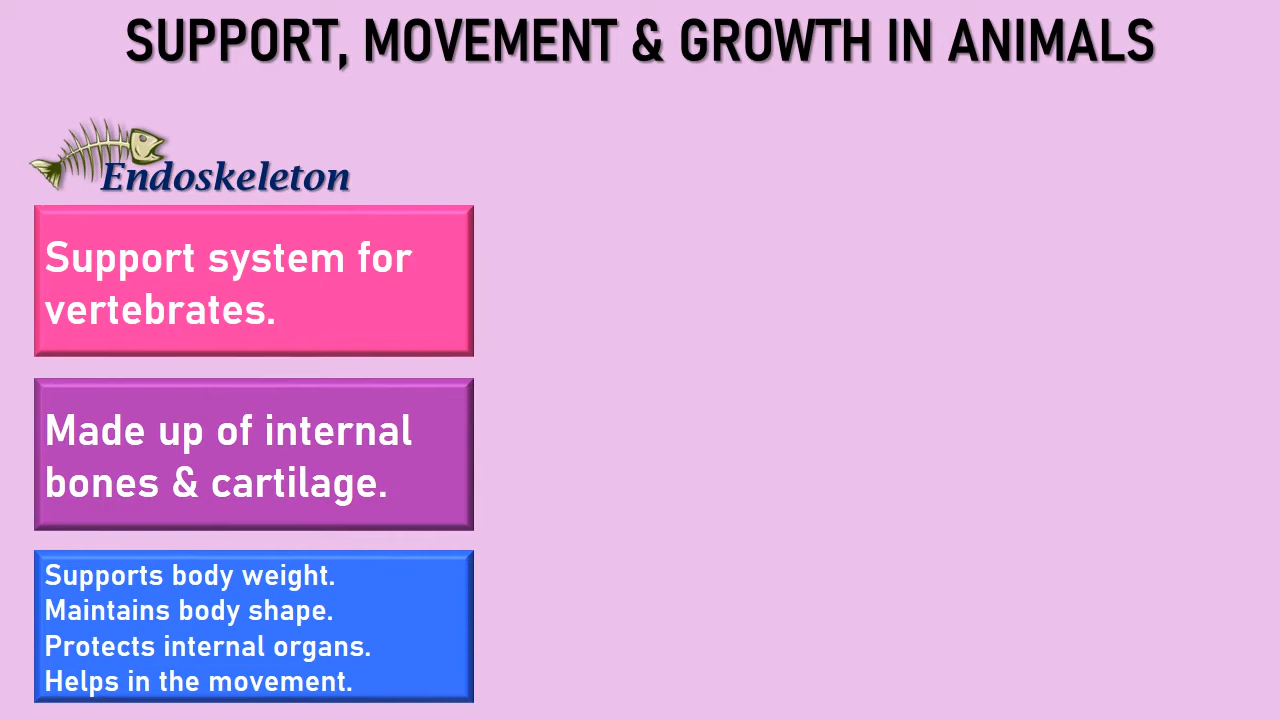 SUPPORT, MOVEMENT & GROWTH IN ANIMALS
Endoskeleton
Support system for
vertebrates.
Made up of internal
bones & cartilage.
Supports body weight.
Maintains body shape.
Protects internal organs.
Helps in the movement.